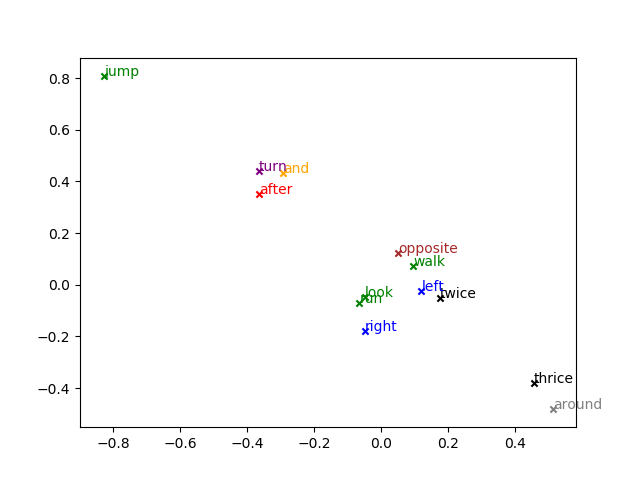 jump
0.8
0.6
turn
and
0.4
after
0.2
opposite
walk
0.0
look
left
twice
run
right
−0.2
thrice
−0.4
around
−0.8
−0.6
−0.4
−0.2
0.0
0.2
0.4